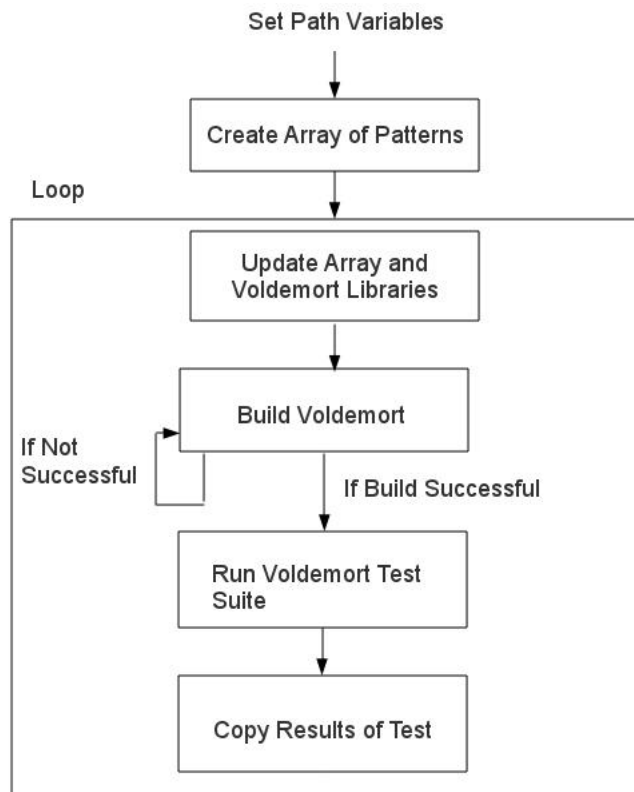 Set Path Variables
Create Array of Patterns
Loop
Update Array and
Voldemort Libraries
Build Voldemort
If Not
Successful
If Build Successful
Run Voldemort Test
Suite
Copy Results of Test